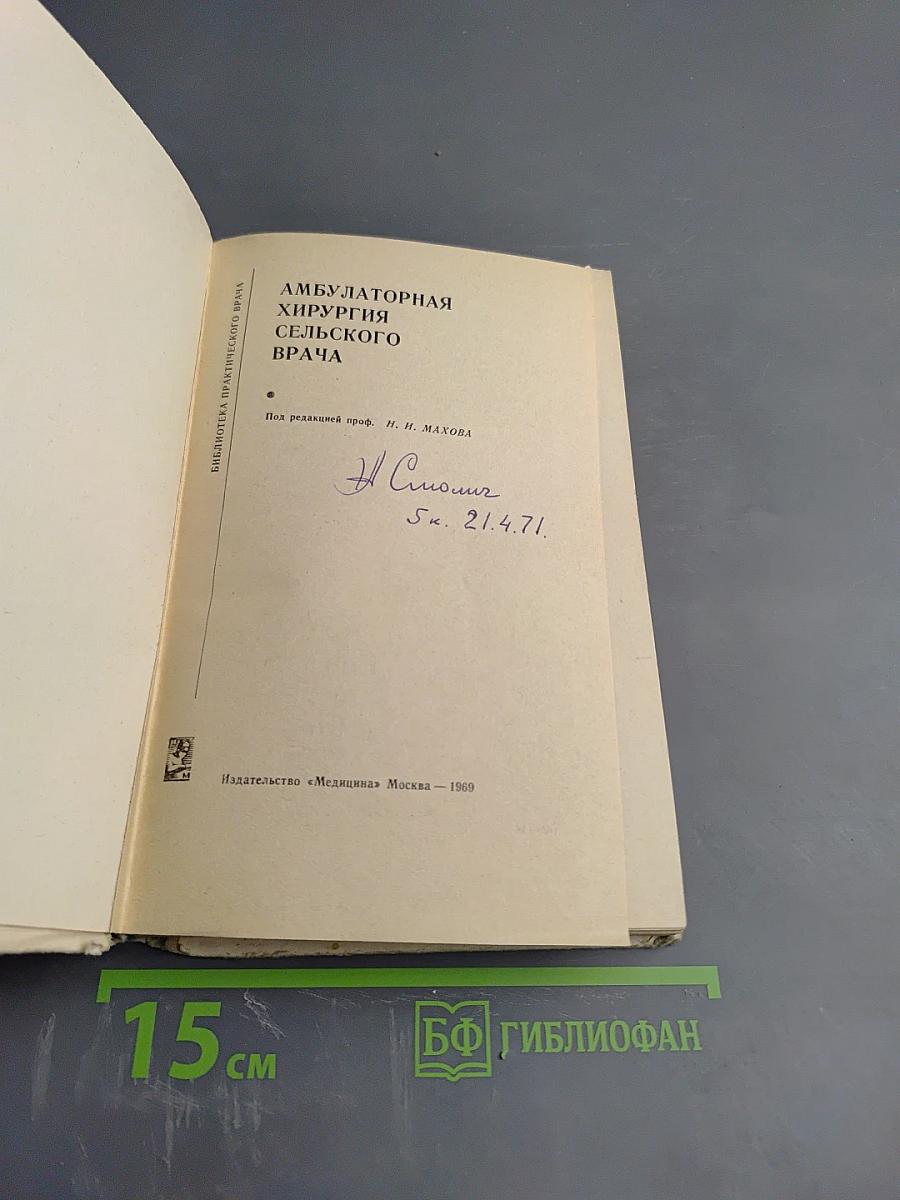 БИБЛИОТЕКА ПРАКТИЧЕСКОГО ВРАЧА
АМБУЛАТОРНАЯ
ХИРУРГИЯ
СЕЛЬСКОГО
ВРАЧА
Под редакцией проф. Н. И. МАХОВА
Смолич
5к. 21.4.71.
Издательство «Медицина» Москва — 1969
15 см
БФ ГИБЛИОФАН